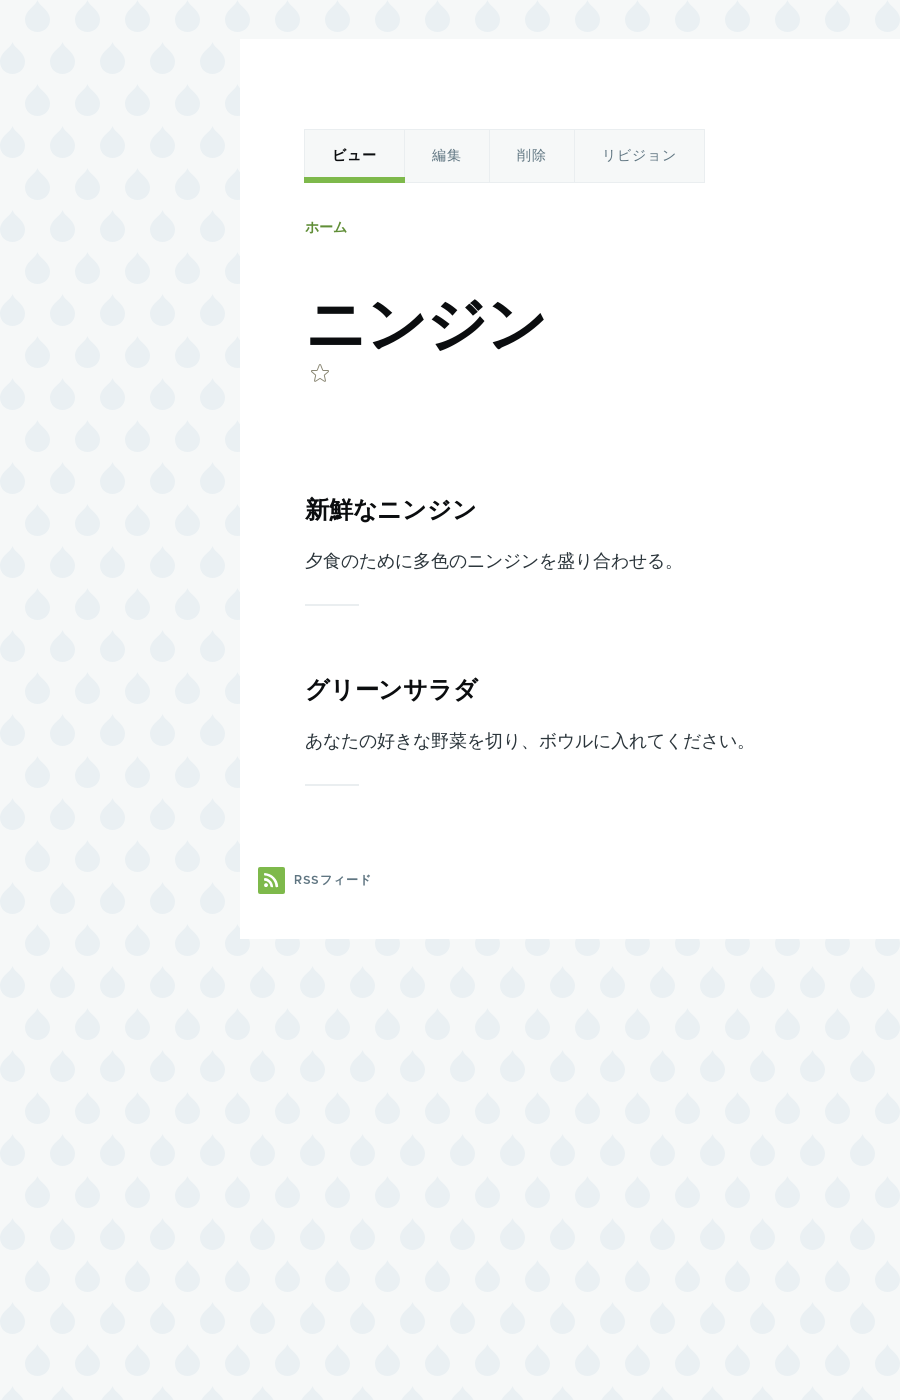 ビュー 編集 削除 リビジョン
ホーム
ニンジン
新鮮なニンジン
夕食のために多色のニンジンを盛り合わせる。
グリーンサラダ
あなたの好きな野菜を切り、ボウルに入れてください。
RSSフィード